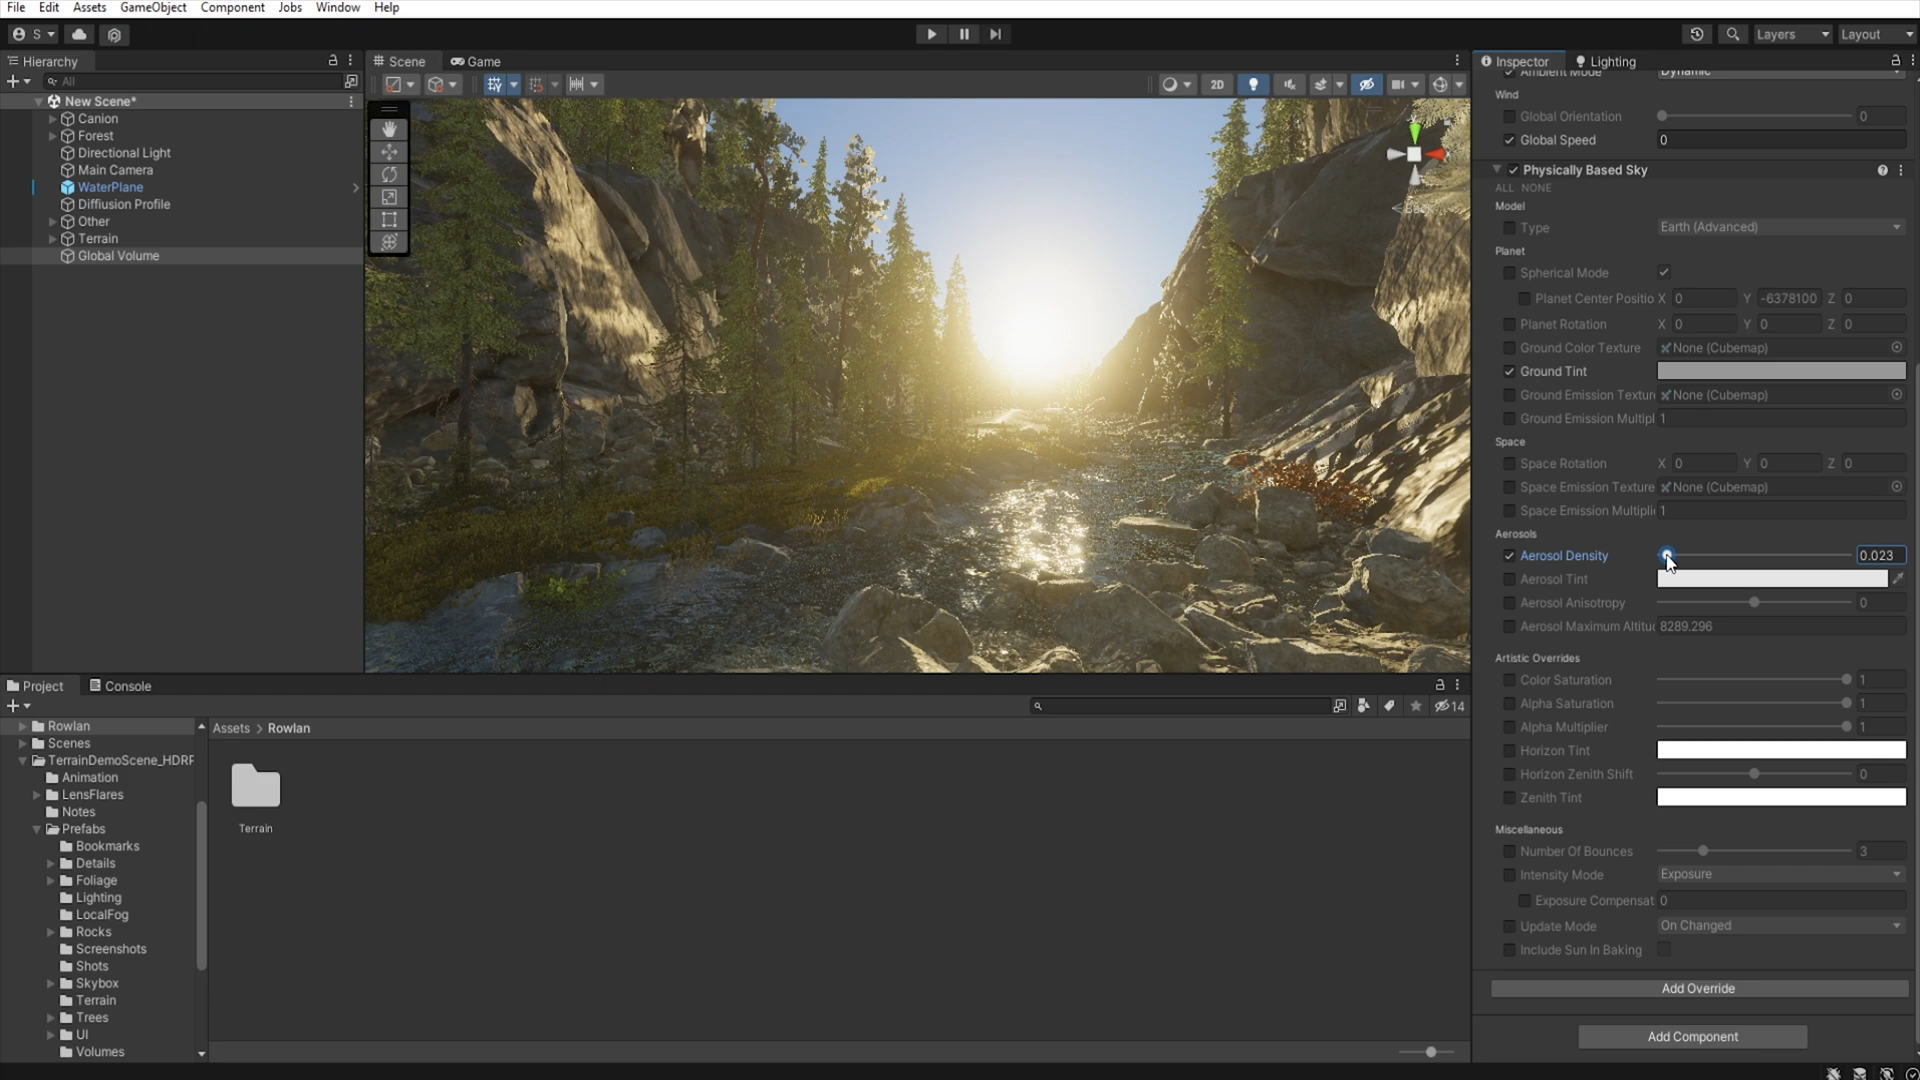 File Edit Assets GameObject Component Jobs Window Help
S Layers Layout
Hierarchy
All
New Scene*
Canion
Forest
Directional Light
Main Camera
WaterPlane
Diffusion Profile
Other
Terrain
Global Volume
Scene Game
2D
Inspector Lighting
Ambient Mode Dynamic
Wind
Global Orientation 0
Global Speed 0
Physically Based Sky
ALL NONE
Model
Type Earth (Advanced)
Planet
Spherical Mode
Planet Center Positio X 0 Y -6378100 Z 0
Planet Rotation X 0 Y 0 Z 0
Ground Color Texture None (Cubemap)
Ground Tint
Ground Emission Textur None (Cubemap)
Ground Emission Multipl 1
Space
Space Rotation X 0 Y 0 Z 0
Space Emission Texture None (Cubemap)
Space Emission Multipli 1
Aerosols
Aerosol Density 0.023
Aerosol Tint
Aerosol Anisotropy 0
Aerosol Maximum Altitu 8289.296
Artistic Overrides
Color Saturation 1
Alpha Saturation 1
Alpha Multiplier 1
Horizon Tint
Horizon Zenith Shift 0
Zenith Tint
Miscellaneous
Number Of Bounces 3
Intensity Mode Exposure
Exposure Compensat 0
Update Mode On Changed
Include Sun In Baking
Add Override
Add Component
Project Console
14
Rowlan
Scenes
TerrainDemoScene_HDRF
Animation
LensFlares
Notes
Prefabs
Bookmarks
Details
Foliage
Lighting
LocalFog
Rocks
Screenshots
Shots
Skybox
Terrain
Trees
UI
Volumes
Assets > Rowlan
Terrain